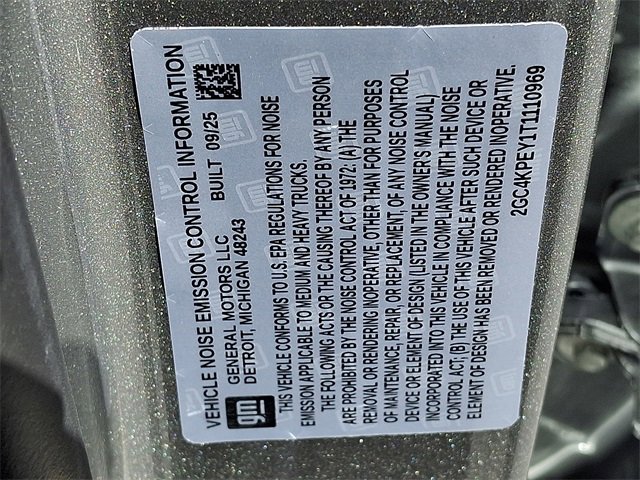 VEHICLE NOISE EMISSION CONTROL INFORMATION
gm
GENERAL MOTORS LLC
DETROIT, MICHIGAN 48243
BUILT 09/25
THIS VEHICLE CONFORMS TO U.S. EPA REGULATIONS FOR NOISE
EMISSION APPLICABLE TO MEDIUM AND HEAVY TRUCKS.
THE FOLLOWING ACTS OR THE CAUSING THEREOF BY ANY PERSON
ARE PROHIBITED BY THE NOISE CONTROL ACT OF 1972: (A) THE
REMOVAL OR RENDERING INOPERATIVE, OTHER THAN FOR PURPOSES
OF MAINTENANCE, REPAIR, OR REPLACEMENT, OF ANY NOISE CONTROL
DEVICE OR ELEMENT OF DESIGN (LISTED IN THE OWNER'S MANUAL)
INCORPORATED INTO THIS VEHICLE IN COMPLIANCE WITH THE NOISE
CONTROL ACT; (B) THE USE OF THIS VEHICLE AFTER SUCH DEVICE OR
ELEMENT OF DESIGN HAS BEEN REMOVED OR RENDERED INOPERATIVE.
2GC4KPEY1T1110969